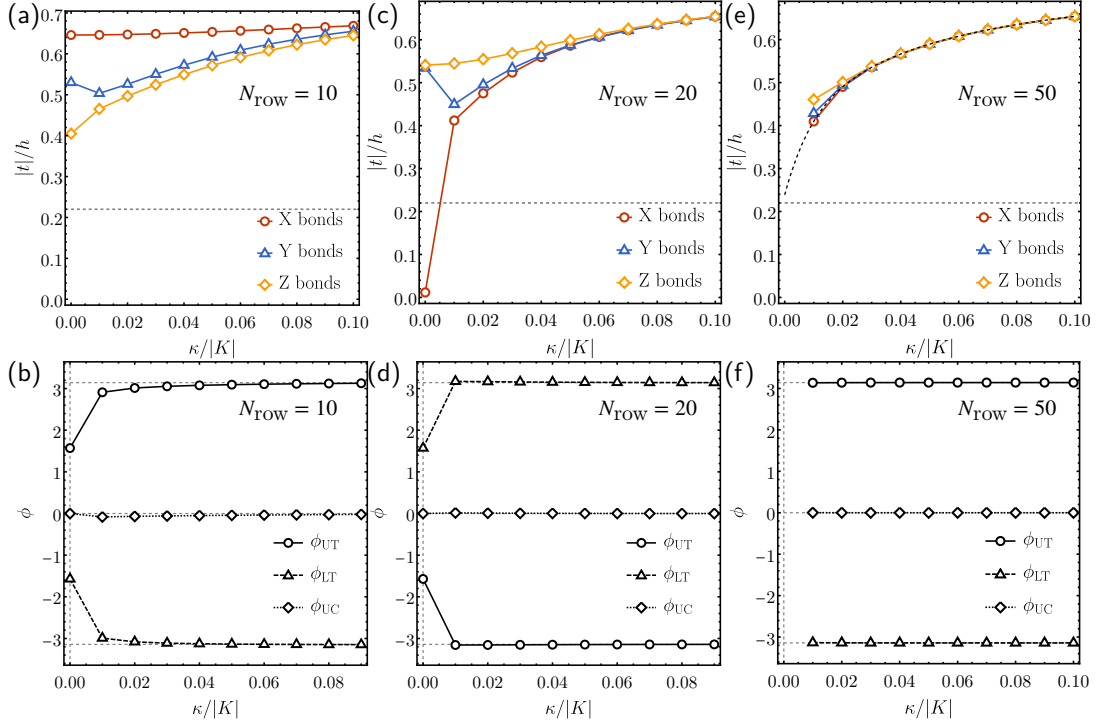 (a)
0.7
0.6
0.5
0.4
0.3
0.2
0.1
0.0
|t|/h
N_row = 10
X bonds
Y bonds
Z bonds
0.00 0.02 0.04 0.06 0.08 0.10
κ/|K|
(c)
0.6
0.5
0.4
0.3
0.2
0.1
0.0
|t|/h
N_row = 20
X bonds
Y bonds
Z bonds
0.00 0.02 0.04 0.06 0.08 0.10
κ/|K|
(e)
0.6
0.5
0.4
0.3
0.2
0.1
0.0
|t|/h
N_row = 50
X bonds
Y bonds
Z bonds
0.00 0.02 0.04 0.06 0.08 0.10
κ/|K|
(b)
3
2
1
0
−1
−2
−3
ϕ
N_row = 10
ϕ_UT
ϕ_LT
ϕ_UC
0.00 0.02 0.04 0.06 0.08
κ/|K|
(d)
3
2
1
0
−1
−2
−3
ϕ
N_row = 20
ϕ_UT
ϕ_LT
ϕ_UC
0.00 0.02 0.04 0.06 0.08
κ/|K|
(f)
3
2
1
0
−1
−2
−3
ϕ
N_row = 50
ϕ_UT
ϕ_LT
ϕ_UC
0.00 0.02 0.04 0.06 0.08 0.10
κ/|K|